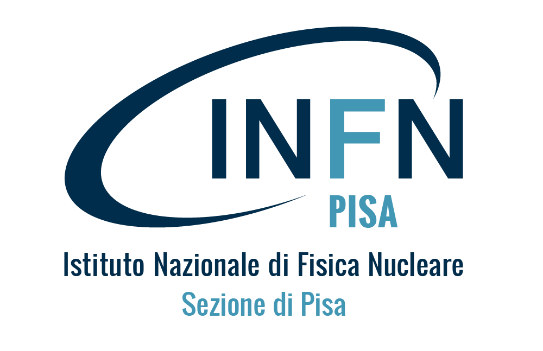 INFN
PISA
Istituto Nazionale di Fisica Nucleare
Sezione di Pisa